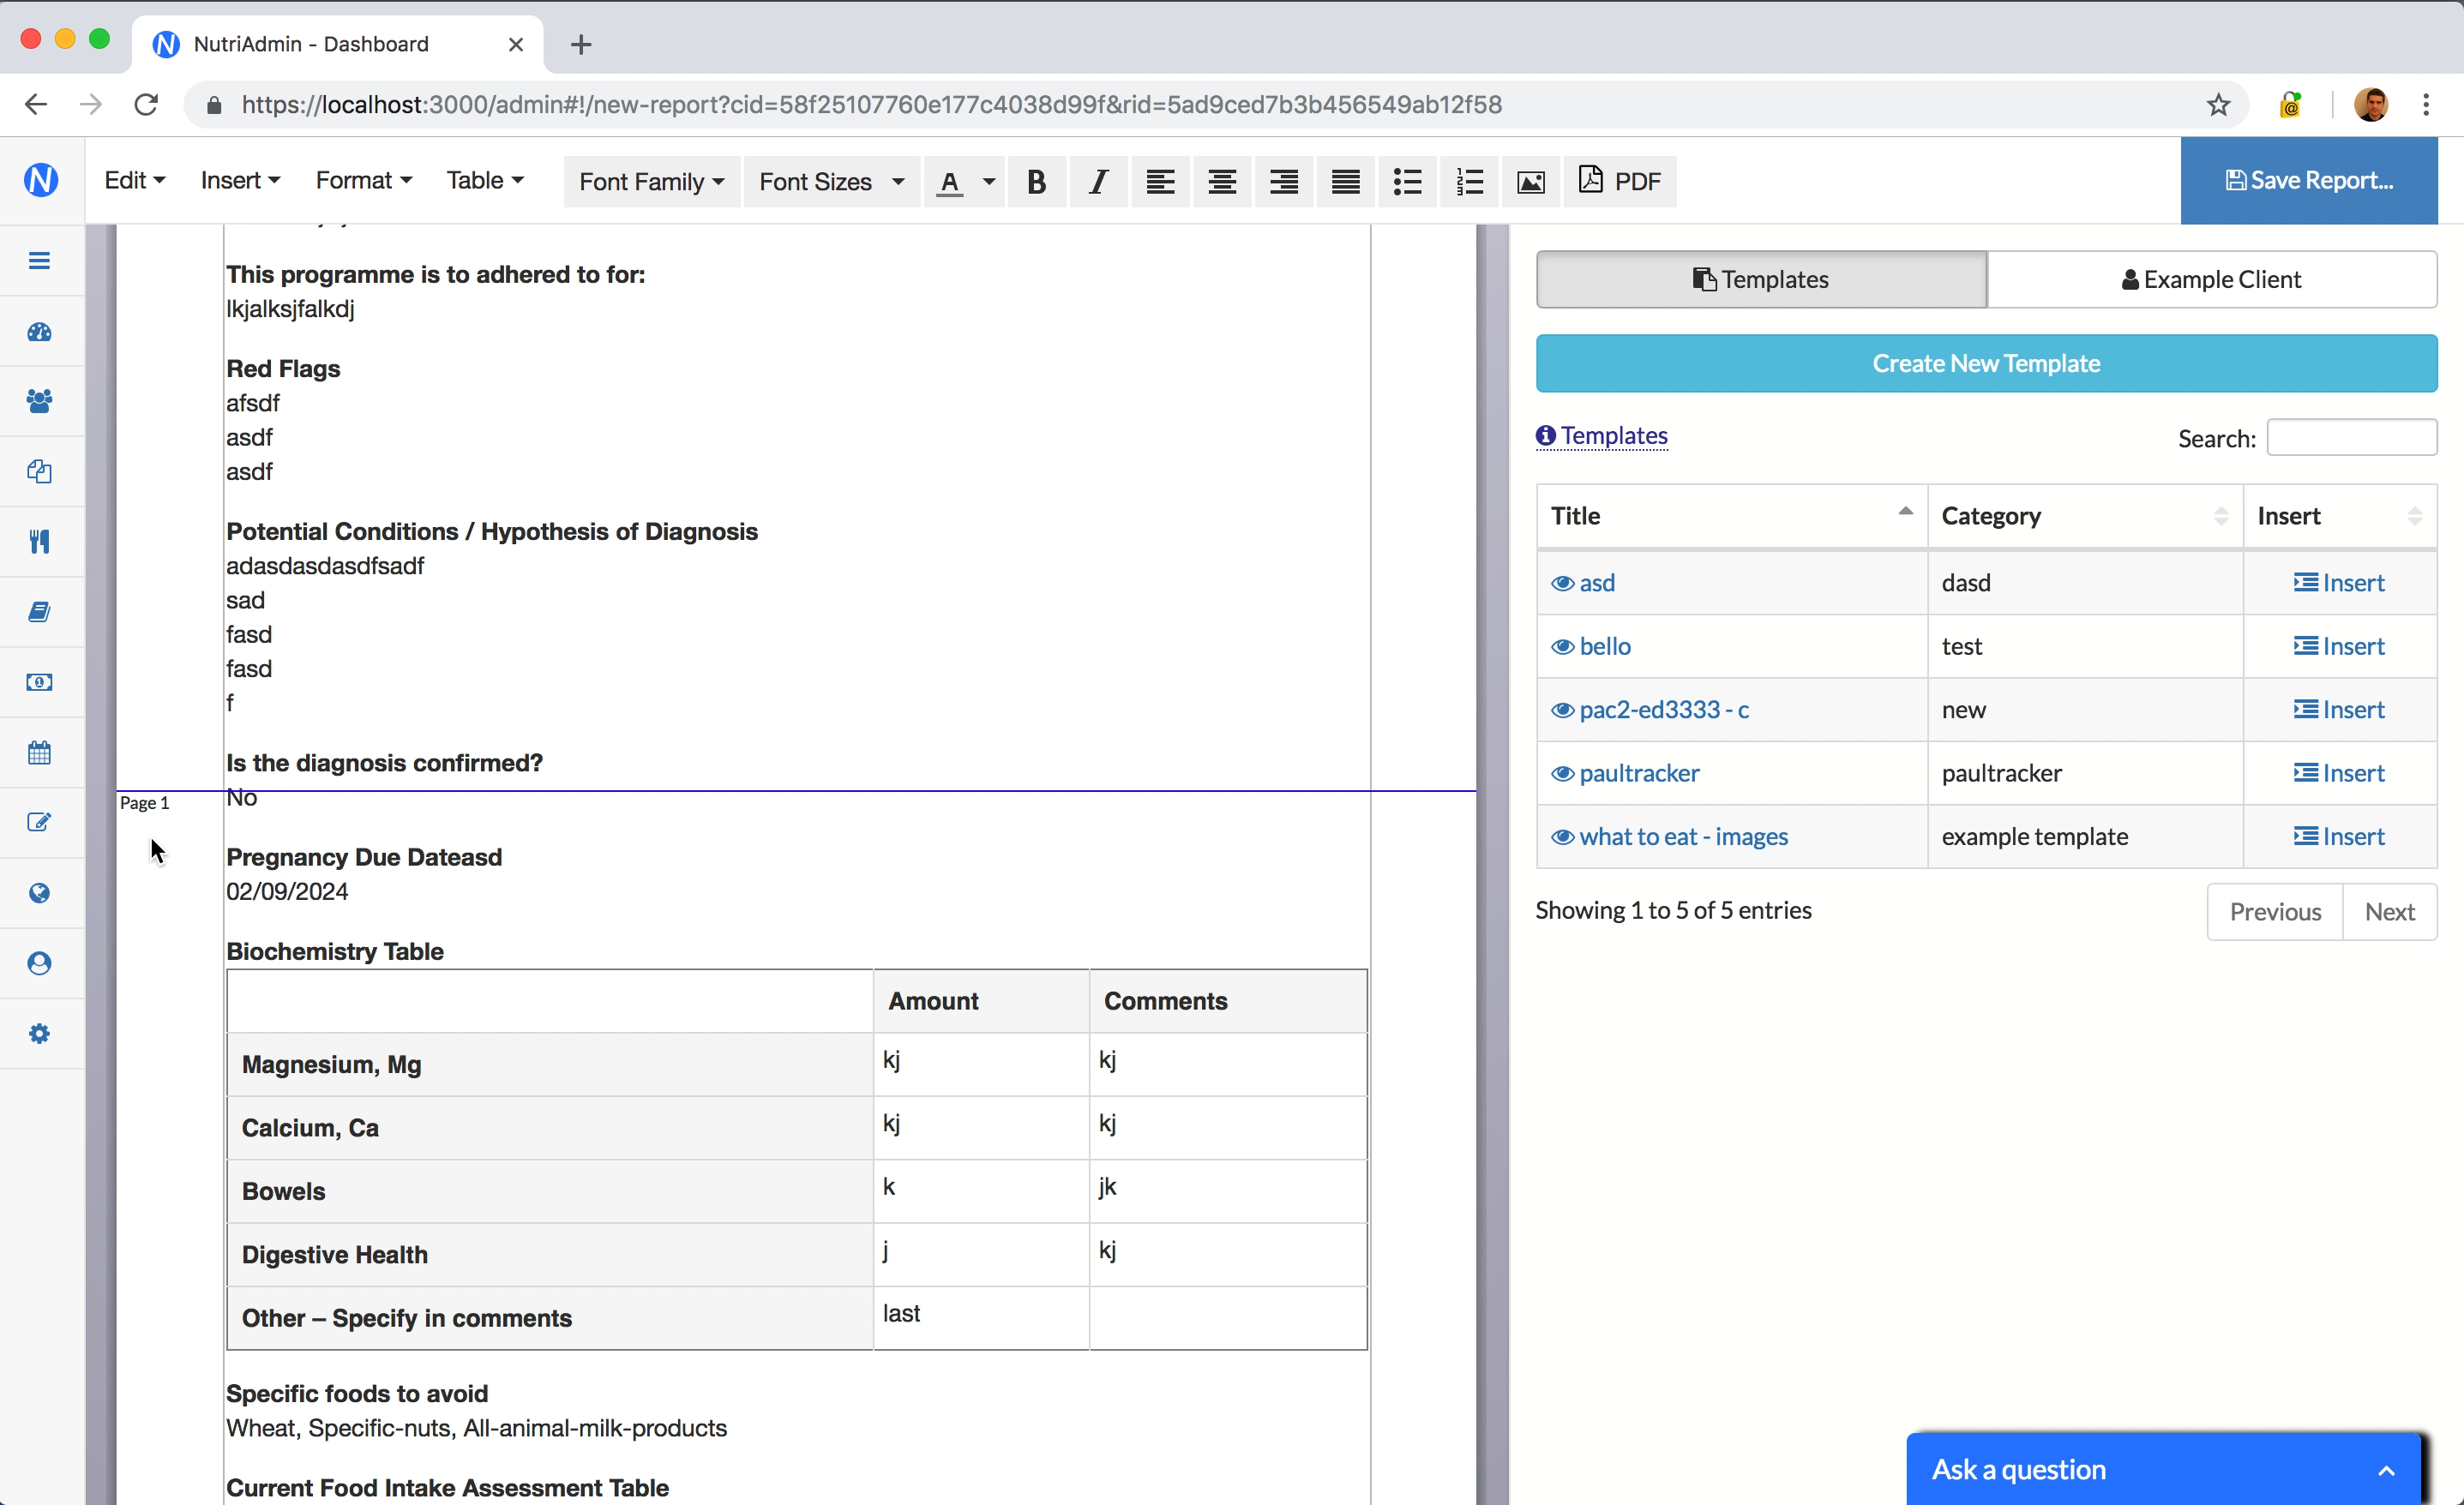 NutriAdmin - Dashboard
https://localhost:3000/admin#!/new-report?cid=58f25107760e177c4038d99f&rid=5ad9ced7b3b456549ab12f58
Edit Insert Format Table Font Family Font Sizes A B I PDF Save Report...
This programme is to adhered to for:
lkjalksjfalkdj
Red Flags
afsdf
asdf
asdf
Potential Conditions / Hypothesis of Diagnosis
adasdasdasdfsadf
sad
fasd
fasd
f
Is the diagnosis confirmed?
Page 1
No
Pregnancy Due Dateasd
02/09/2024
Biochemistry Table
Amount Comments
Magnesium, Mg kj kj
Calcium, Ca kj kj
Bowels k jk
Digestive Health j kj
Other – Specify in comments last
Specific foods to avoid
Wheat, Specific-nuts, All-animal-milk-products
Current Food Intake Assessment Table
Templates Example Client
Create New Template
Templates Search:
Title Category Insert
asd dasd Insert
bello test Insert
pac2-ed3333 - c new Insert
paultracker paultracker Insert
what to eat - images example template Insert
Showing 1 to 5 of 5 entries Previous Next
Ask a question